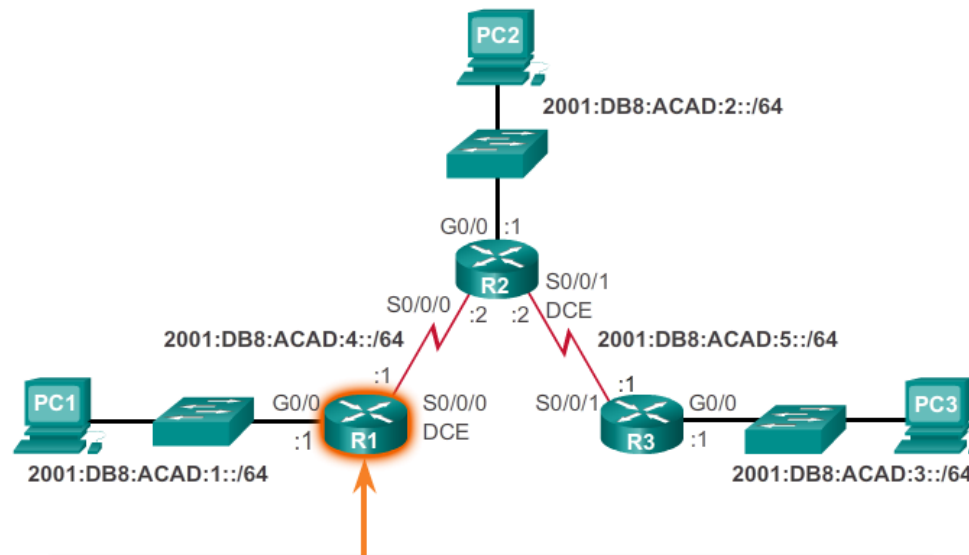 PC2
2001:DB8:ACAD:2::/64
G0/0 :1
R2
S0/0/1
DCE
S0/0/0
:2 :2
2001:DB8:ACAD:4::/64
2001:DB8:ACAD:5::/64
:1
:1
PC1
G0/0
:1
R1
S0/0/0
DCE
S0/0/1
R3
G0/0
:1
PC3
2001:DB8:ACAD:1::/64
2001:DB8:ACAD:3::/64